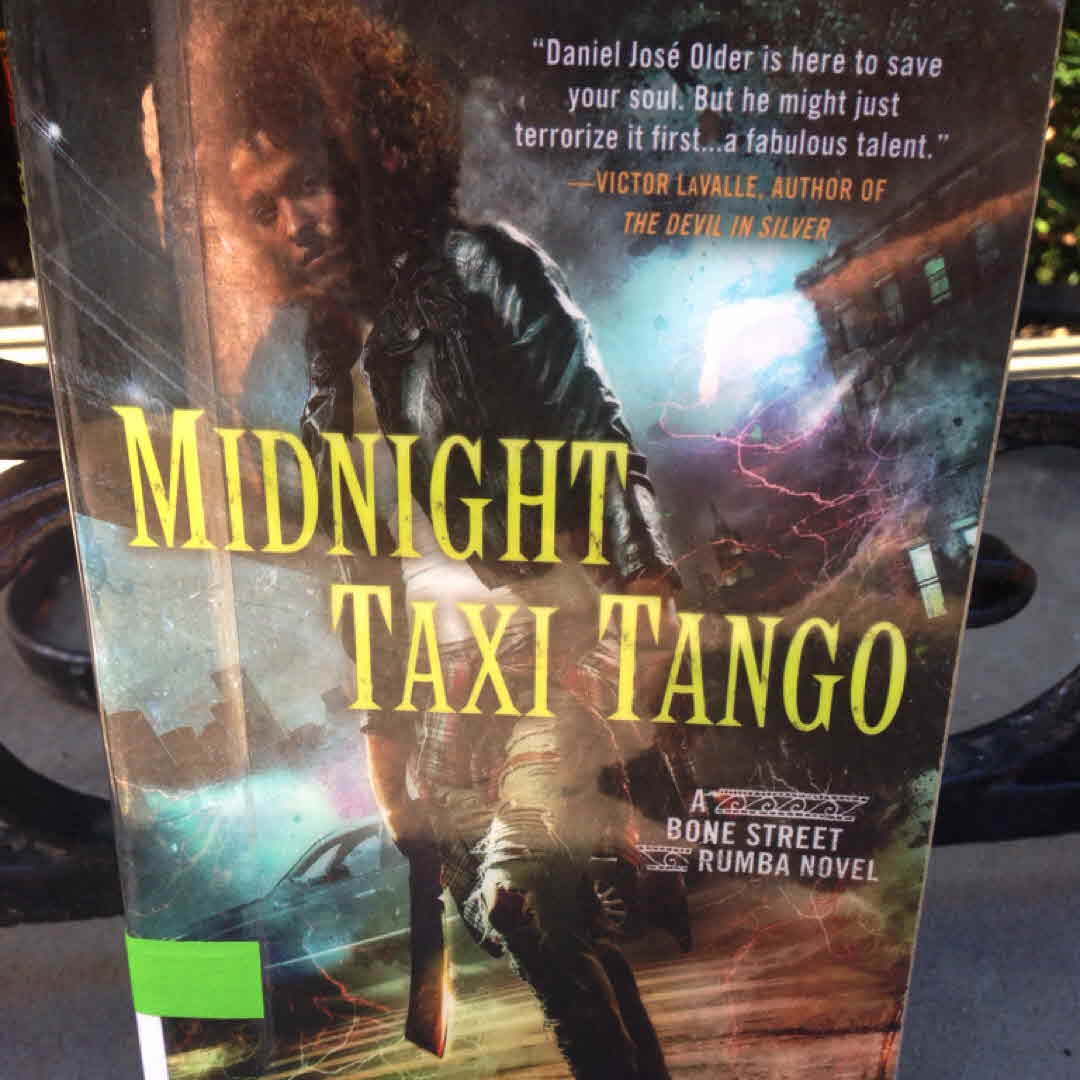 “Daniel José Older is here to save
your soul. But he might just
terrorize it first...a fabulous talent.”
—VICTOR LAVALLE, AUTHOR OF
THE DEVIL IN SILVER
MIDNIGHT
TAXI TANGO
A
BONE STREET
RUMBA NOVEL